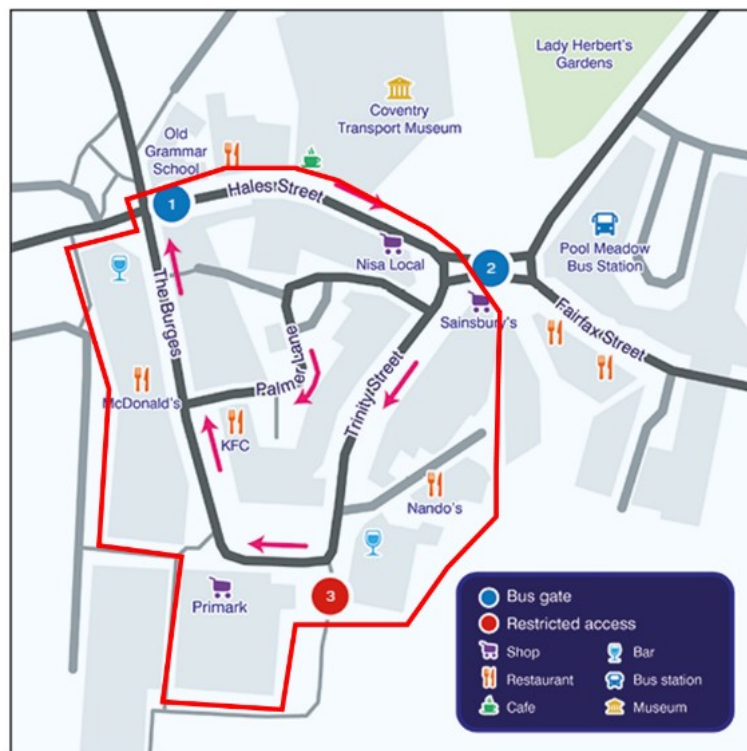 Lady Herbert's
Gardens
Coventry
Transport Museum
Old
Grammar
School
1
Hales Street
Nisa Local
2
Pool Meadow
Bus Station
Sainsbury's
Fairfax Street
The Burges
Palmer Lane
Trinity Street
McDonald's
KFC
Nando's
Primark
3
Bus gate
Restricted access
Shop
Bar
Restaurant
Bus station
Cafe
Museum